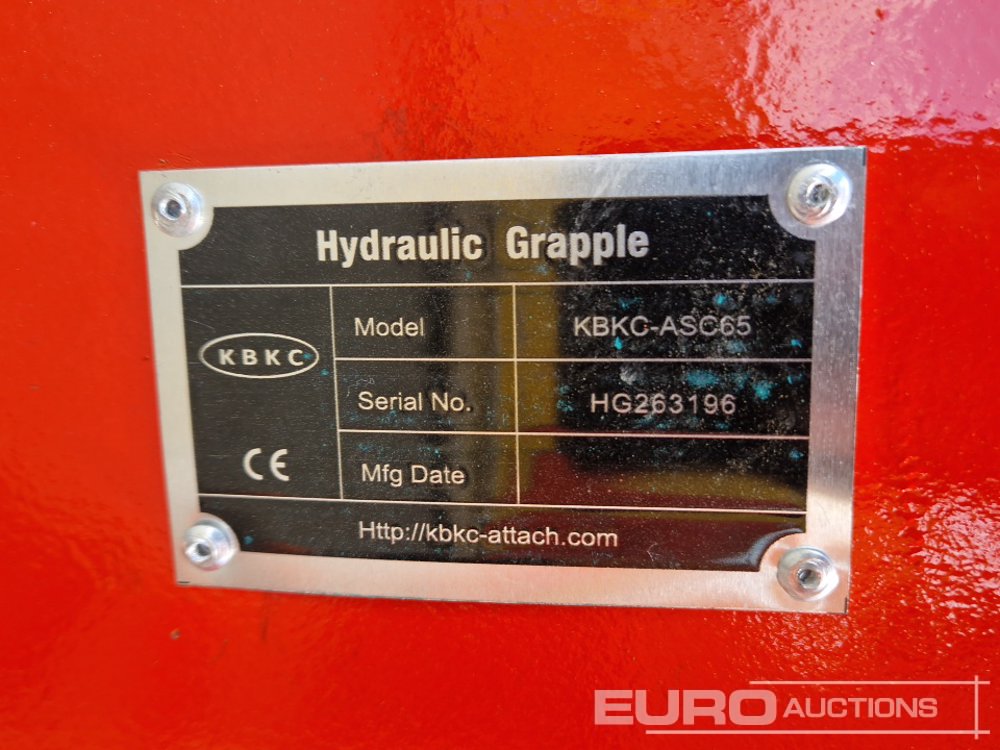 Hydraulic Grapple
KBKC
CE
Model KBKC-ASC65
Serial No. HG263196
Mfg Date
Http://kbkc-attach.com
EURO AUCTIONS